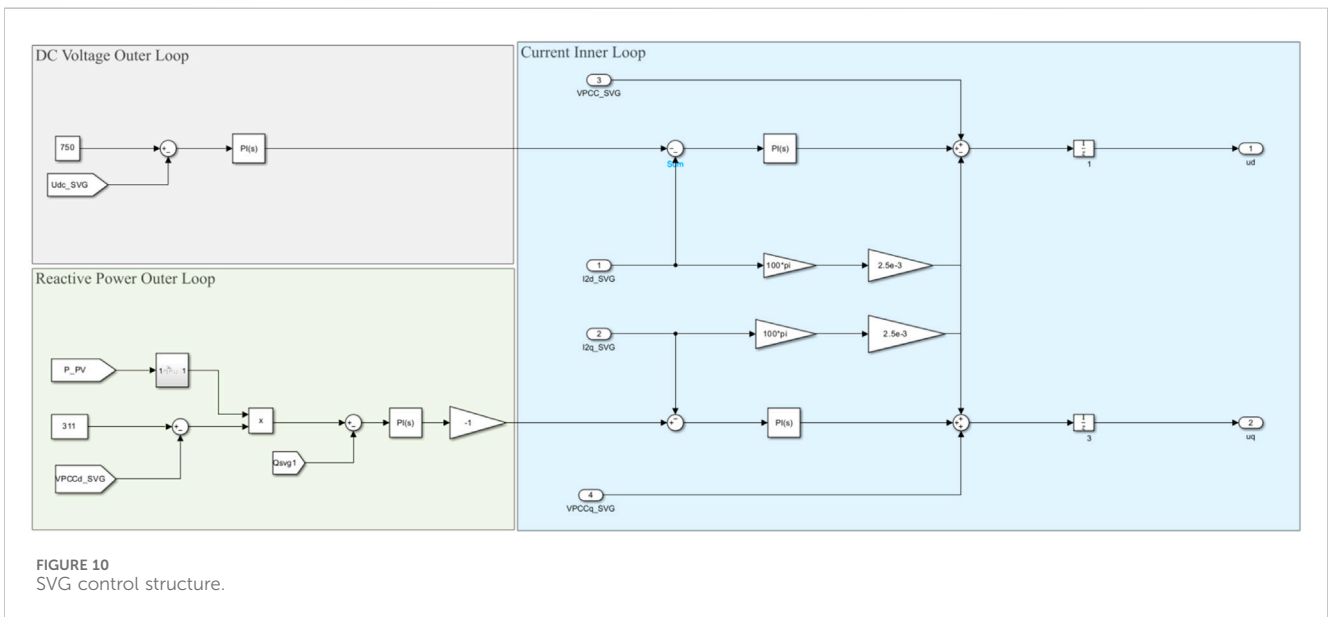 DC Voltage Outer Loop
750
Udc_SVG
PI(s)
Reactive Power Outer Loop
P_PV
311
VPCCd_SVG
x
Qsvg1
PI(s)
-1
Current Inner Loop
3
VPCC_SVG
Sum
PI(s)
1
z
1
1
ud
1
I2d_SVG
100*pi
2.5e-3
2
I2q_SVG
100*pi
2.5e-3
PI(s)
1
z
3
2
uq
4
VPCCq_SVG
FIGURE 10
SVG control structure.